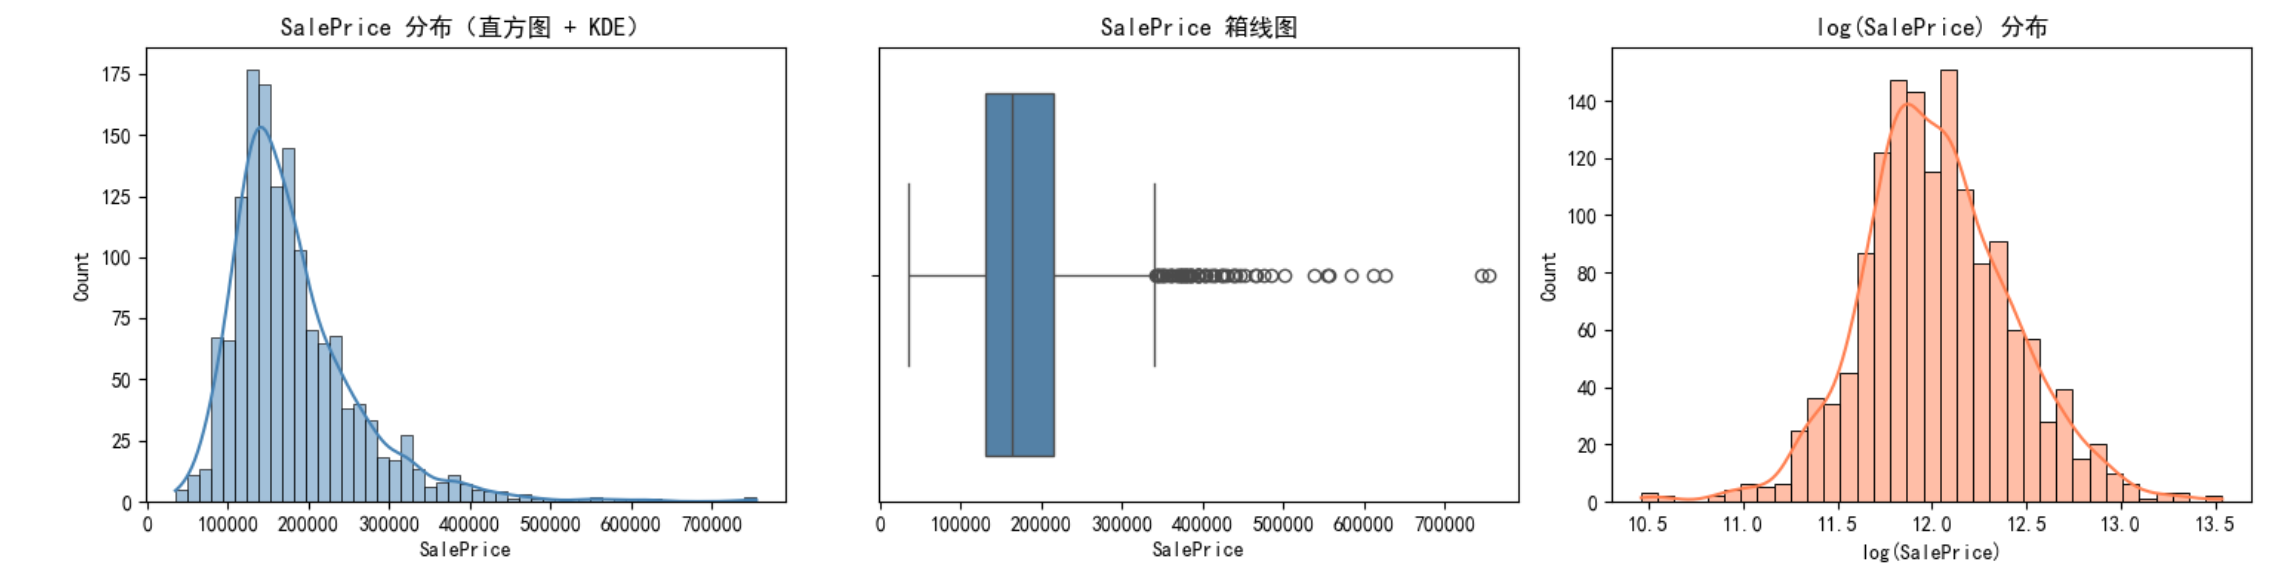 SalePrice 分布（直方图 + KDE）
175
150
125
100
75
50
25
0
Count
0 100000 200000 300000 400000 500000 600000 700000
SalePrice
SalePrice 箱线图
0 100000 200000 300000 400000 500000 600000 700000
SalePrice
log(SalePrice) 分布
140
120
100
80
60
40
20
0
Count
10.5 11.0 11.5 12.0 12.5 13.0 13.5
log(SalePrice)